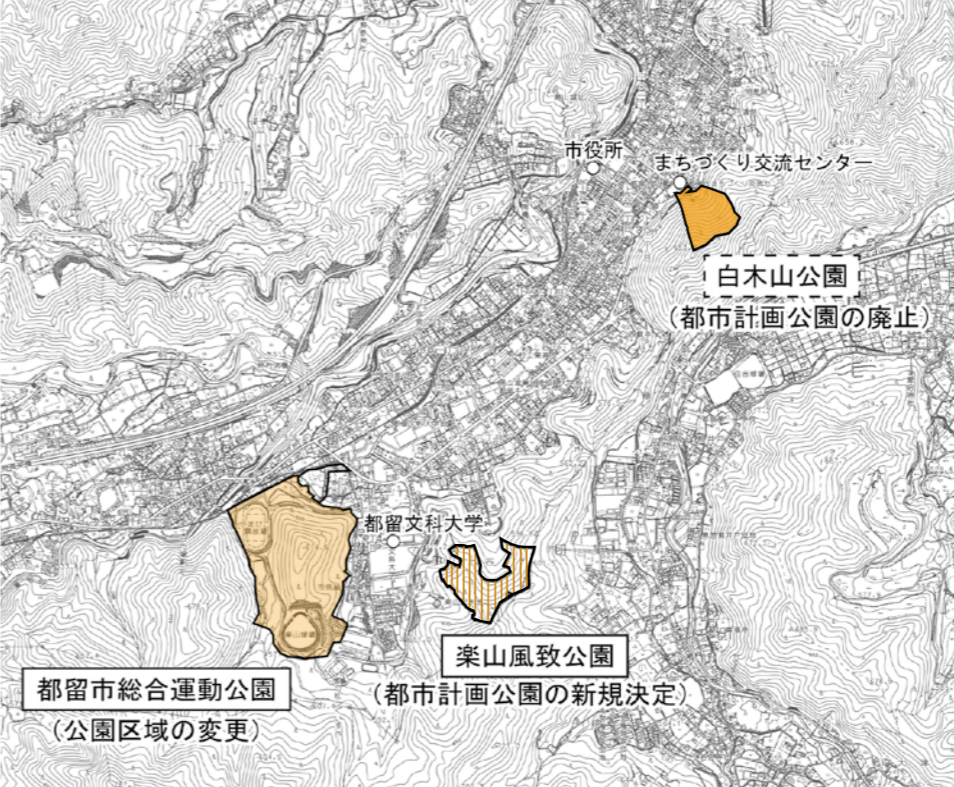 市役所
まちづくり交流センター
白木山公園
（都市計画公園の廃止）
都留文科大学
楽山風致公園
（都市計画公園の新規決定）
都留市総合運動公園
（公園区域の変更）